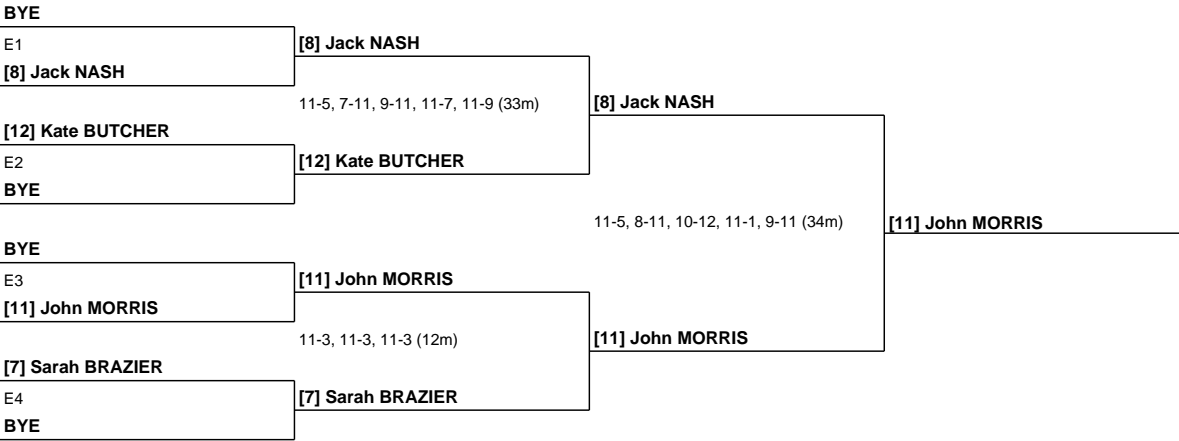 BYE
E1
[8] Jack NASH
[8] Jack NASH
11-5, 7-11, 9-11, 11-7, 11-9 (33m)
[8] Jack NASH
[12] Kate BUTCHER
E2
[12] Kate BUTCHER
BYE
11-5, 8-11, 10-12, 11-1, 9-11 (34m)
[11] John MORRIS
BYE
E3
[11] John MORRIS
[11] John MORRIS
11-3, 11-3, 11-3 (12m)
[11] John MORRIS
[7] Sarah BRAZIER
E4
[7] Sarah BRAZIER
BYE